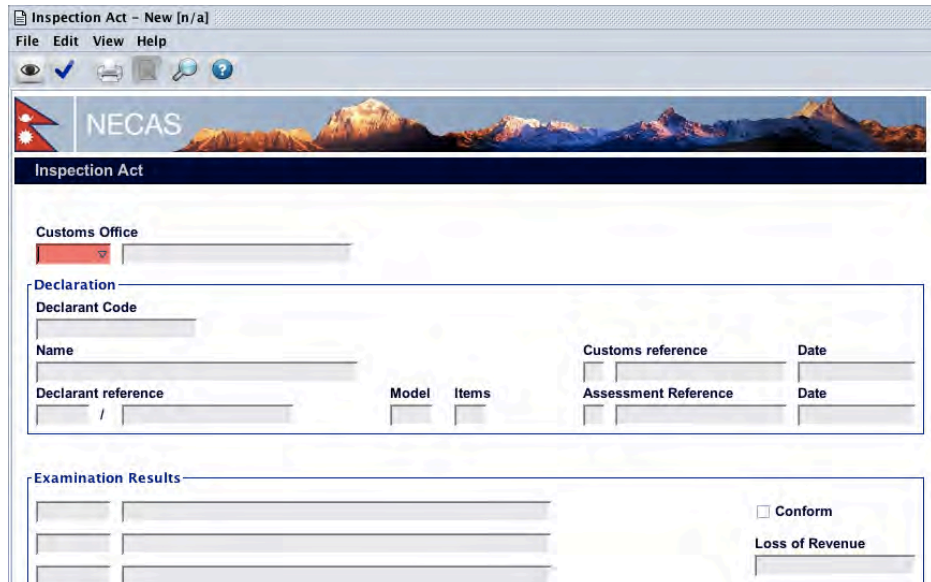 Inspection Act – New [n/a]
File Edit View Help
NECAS
Inspection Act
Customs Office
Declaration
Declarant Code
Name Customs reference Date
Declarant reference Model Items Assessment Reference Date
/
Examination Results
Conform
Loss of Revenue